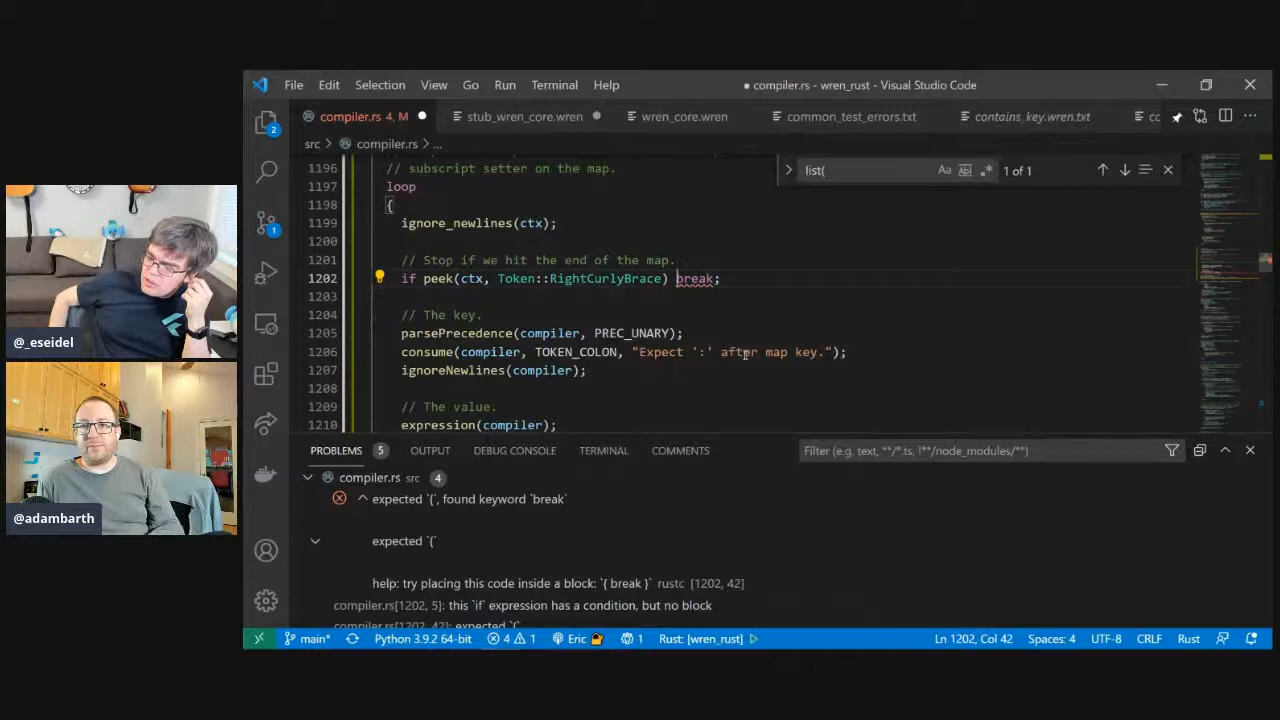 File Edit Selection View Go Run Terminal Help
● compiler.rs - wren_rust - Visual Studio Code
compiler.rs 4, M
stub_wren_core.wren
wren_core.wren
common_test_errors.txt
contains_key.wren.txt
src > compiler.rs > ...
list(
Aa
1 of 1
1196 // subscript setter on the map.
1197 loop
1198 {
1199 ignore_newlines(ctx);
1200
1201 // Stop if we hit the end of the map.
1202 if peek(ctx, Token::RightCurlyBrace) break;
1203
1204 // The key.
1205 parsePrecedence(compiler, PREC_UNARY);
1206 consume(compiler, TOKEN_COLON, "Expect ':' after map key.");
1207 ignoreNewlines(compiler);
1208
1209 // The value.
1210 expression(compiler);
2
1
@_eseidel
@adambarth
PROBLEMS 5 OUTPUT DEBUG CONSOLE TERMINAL COMMENTS
Filter (e.g. text, **/*.ts, !**/node_modules/**)
compiler.rs src 4
expected `{`, found keyword `break`
expected `{`
help: try placing this code inside a block: `{ break }` rustc [1202, 42]
compiler.rs[1202, 5]: this `if` expression has a condition, but no block
compiler.rs[1202, 42]: expected `{`
main* Python 3.9.2 64-bit 4 1 Eric 1 Rust: [wren_rust] Ln 1202, Col 42 Spaces: 4 UTF-8 CRLF Rust